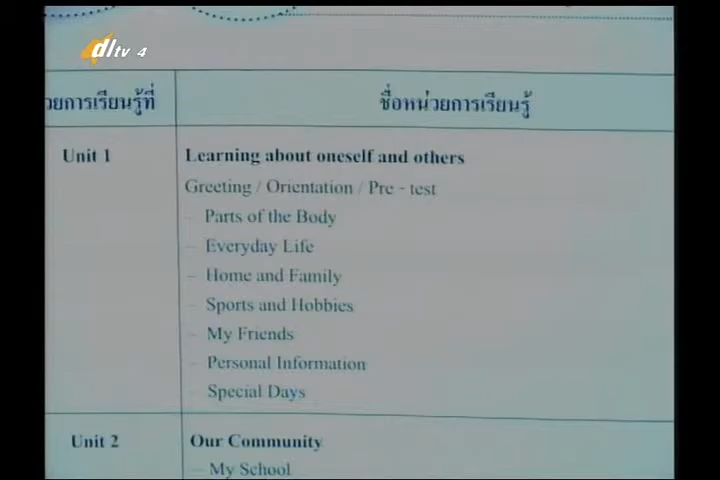 dltv 4
วยการเรียนรู้ที่ ชื่อหน่วยการเรียนรู้
Unit 1 Learning about oneself and others
Greeting / Orientation / Pre - test
- Parts of the Body
- Everyday Life
- Home and Family
- Sports and Hobbies
- My Friends
- Personal Information
- Special Days
Unit 2 Our Community
- My School